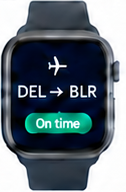 DEL → BLR
On time